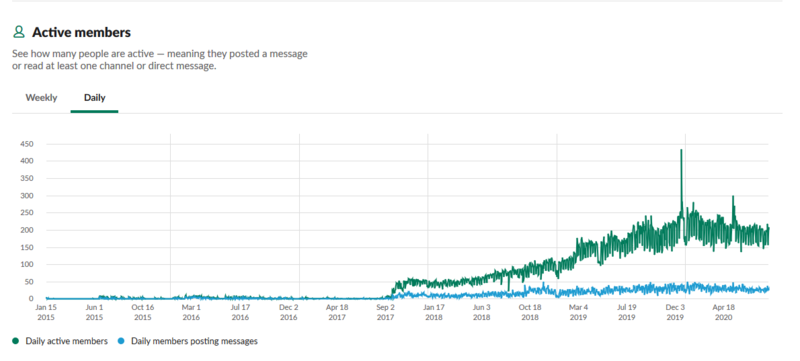 Active members
See how many people are active — meaning they posted a message
or read at least one channel or direct message.
Weekly Daily
450
400
350
300
250
200
150
100
50
0
Jan 15 Jun 1 Oct 16 Mar 1 Jul 17 Dec 2 Apr 18 Sep 2 Jan 17 Jun 3 Oct 18 Mar 4 Jul 19 Dec 3 Apr 18
2015 2015 2015 2016 2016 2016 2017 2017 2018 2018 2018 2019 2019 2019 2020
Daily active members Daily members posting messages